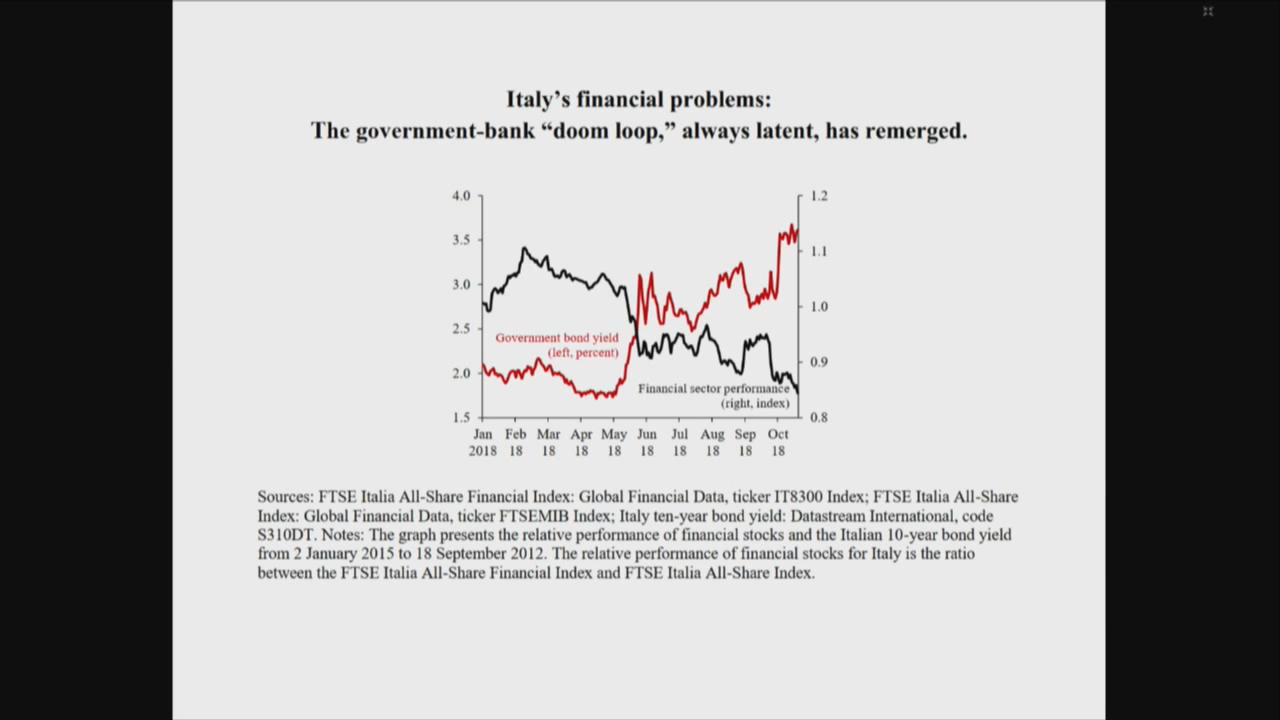 Italy’s financial problems:
The government-bank “doom loop,” always latent, has remerged.
4.0
3.5
3.0
2.5
2.0
1.5
1.2
1.1
1.0
0.9
0.8
Government bond yield
(left, percent)
Financial sector performance
(right, index)
Jan Feb Mar Apr May Jun Jul Aug Sep Oct
2018 18 18 18 18 18 18 18 18 18
Sources: FTSE Italia All-Share Financial Index: Global Financial Data, ticker IT8300 Index; FTSE Italia All-Share
Index: Global Financial Data, ticker FTSEMIB Index; Italy ten-year bond yield: Datastream International, code
S310DT. Notes: The graph presents the relative performance of financial stocks and the Italian 10-year bond yield
from 2 January 2015 to 18 September 2012. The relative performance of financial stocks for Italy is the ratio
between the FTSE Italia All-Share Financial Index and FTSE Italia All-Share Index.